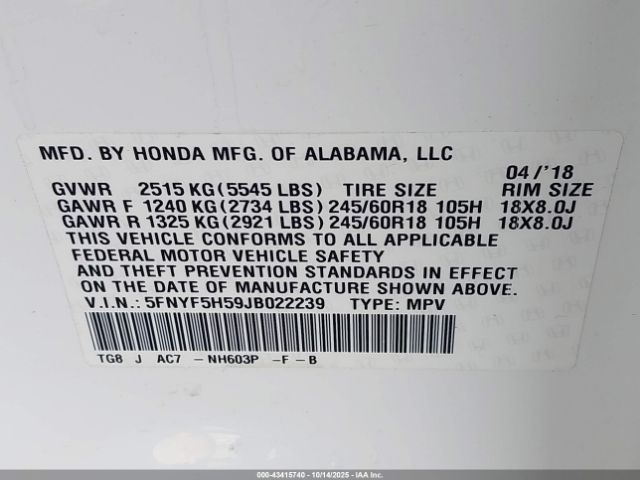 MFD. BY HONDA MFG. OF ALABAMA, LLC
04/'18
GVWR 2515 KG(5545 LBS) TIRE SIZE RIM SIZE
GAWR F 1240 KG(2734 LBS) 245/60R18 105H 18X8.0J
GAWR R 1325 KG(2921 LBS) 245/60R18 105H 18X8.0J
THIS VEHICLE CONFORMS TO ALL APPLICABLE
FEDERAL MOTOR VEHICLE SAFETY
AND THEFT PREVENTION STANDARDS IN EFFECT
ON THE DATE OF MANUFACTURE SHOWN ABOVE.
V.I.N.: 5FNYF5H59JB022239 TYPE: MPV
TG8 J AC7 -NH603P -F-B
000-43415740 - 10/14/2025 - IAAI.COM